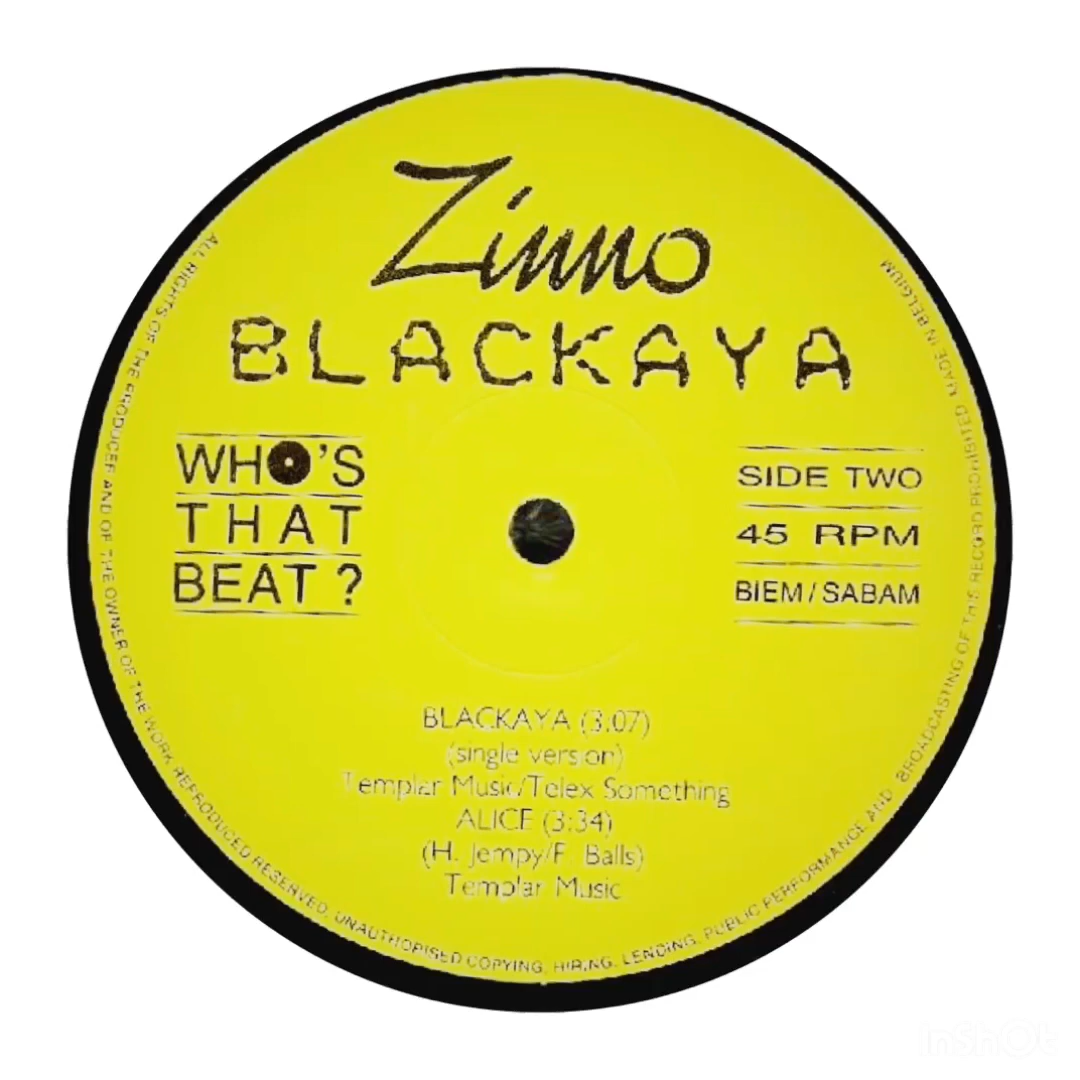 Zinno
BLACKAYA
WHO'S
THAT
BEAT?
SIDE TWO
45 RPM
BIEM/SABAM
BLACKAYA (3.07)
(single version)
Templar Music/Telex Something
ALICE (3:34)
(H. Jempy/F. Balls)
Templar Music
ALL RIGHTS OF THE PRODUCER AND OF THE OWNER OF THE WORK REPRODUCED RESERVED. UNAUTHORISED COPYING, HIRING, LENDING, PUBLIC PERFORMANCE AND BROADCASTING OF THIS RECORD PROHIBITED MADE IN BELGIUM
InShOt